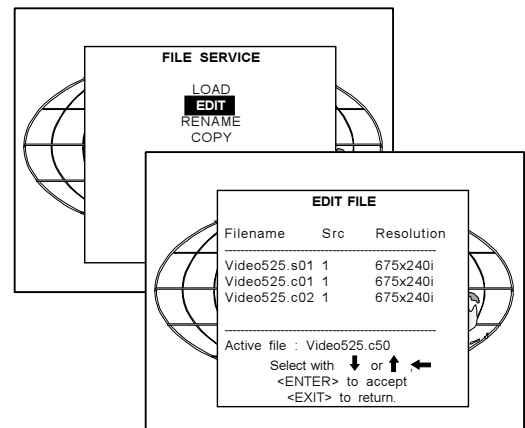 FILE SERVICE
LOAD
EDIT
RENAME
COPY
EDIT FILE
Filename Src Resolution
Video525.s01 1 675x240i
Video525.c01 1 675x240i
Video525.c02 1 675x240i
Active file : Video525.c50
Select with ↓ or ↑ ,←
<ENTER> to accept
<EXIT> to return.